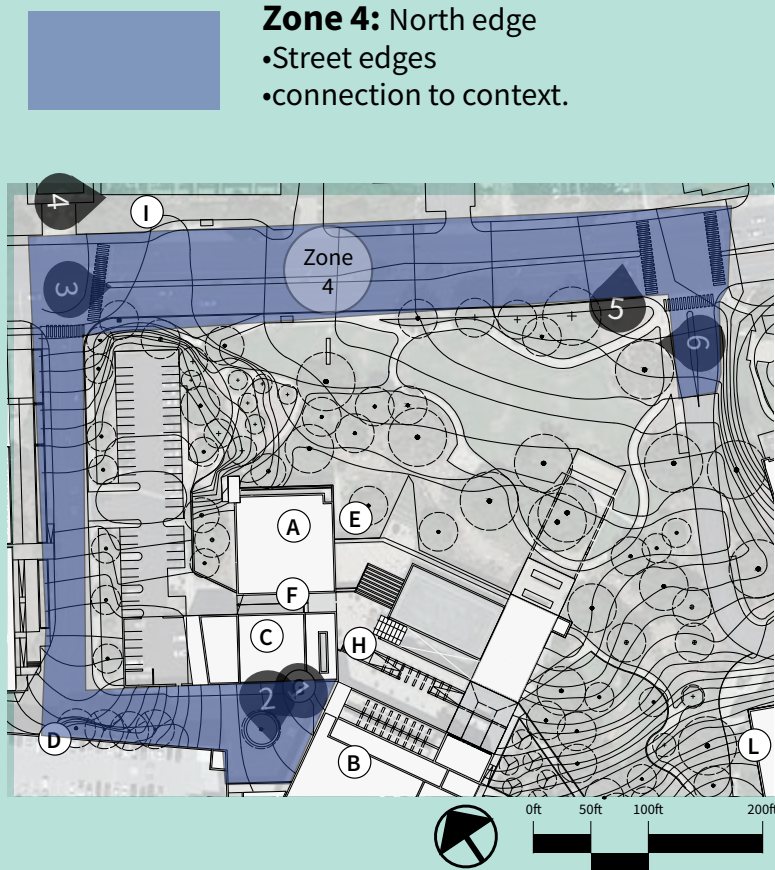 Zone 4: North edge
•Street edges
•connection to context.
4
I
Zone
4
3
5
6
A
E
F
C
H
2
D
B
L
0ft 50ft 100ft 200ft